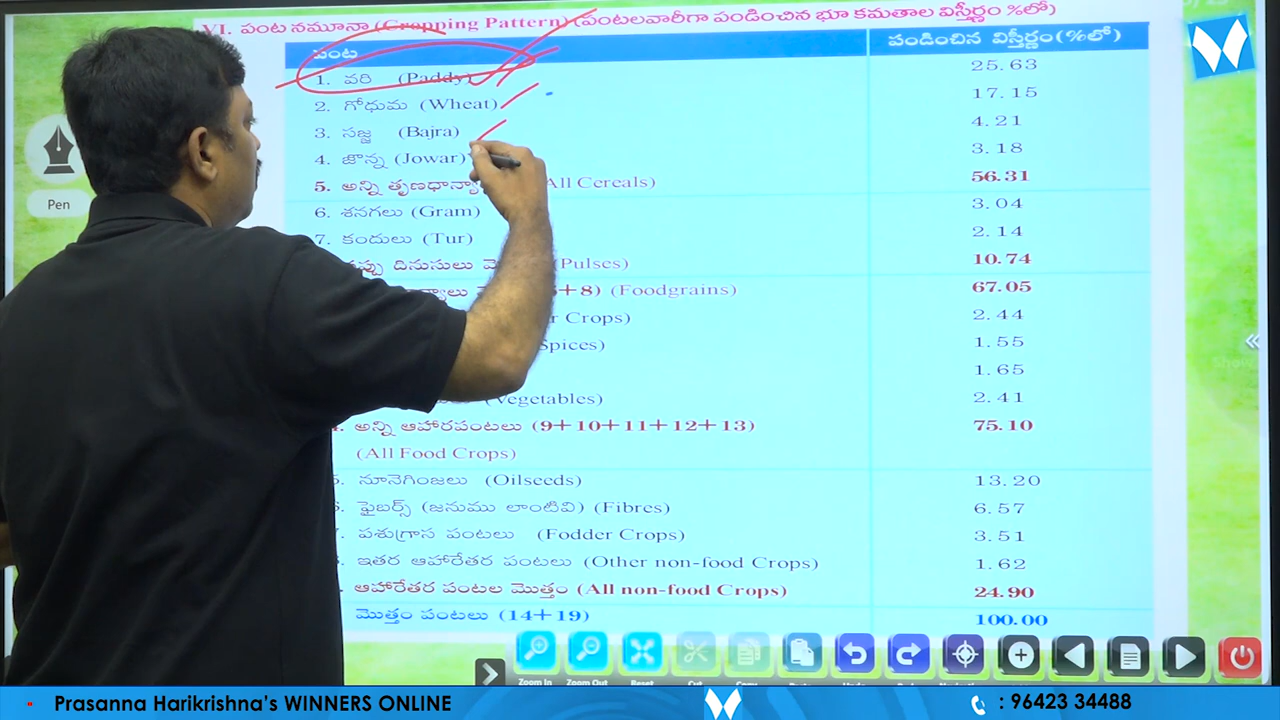 VI. పంట నమూనా (Cropping Pattern) (పంటలవారీగా పండించిన భూ కమతాల విస్తీర్ణం %లో)
పంట పండించిన విస్తీర్ణం(%లో)
1. వరి (Paddy) 25.63
2. గోధుమ (Wheat) 17.15
3. సజ్జ (Bajra) 4.21
4. జొన్న (Jowar) 3.18
5. అన్ని All Cereals) 56.31
6. శనగలు (Gram) 3.04
7. కందులు (Tur) 2.14
దినుసులు (Pulses) 10.74
+8) (Foodgrains) 67.05
Crops) 2.44
Spices) 1.55
1.65
(Vegetables) 2.41
అన్ని ఆహారపంటలు (9+10+11+12+13) 75.10
(All Food Crops)
నూనెగింజలు (Oilseeds) 13.20
ఫైబర్స్ (జనుము లాంటివి) (Fibres) 6.57
పశుగ్రాస పంటలు (Fodder Crops) 3.51
ఇతర ఆహారేతర పంటలు (Other non-food Crops) 1.62
ఆహారేతర పంటల మొత్తం (All non-food Crops) 24.90
మొత్తం పంటలు (14+19) 100.00
Pen
Zoom In Zoom Out Reset
Prasanna Harikrishna's WINNERS ONLINE : 96423 34488